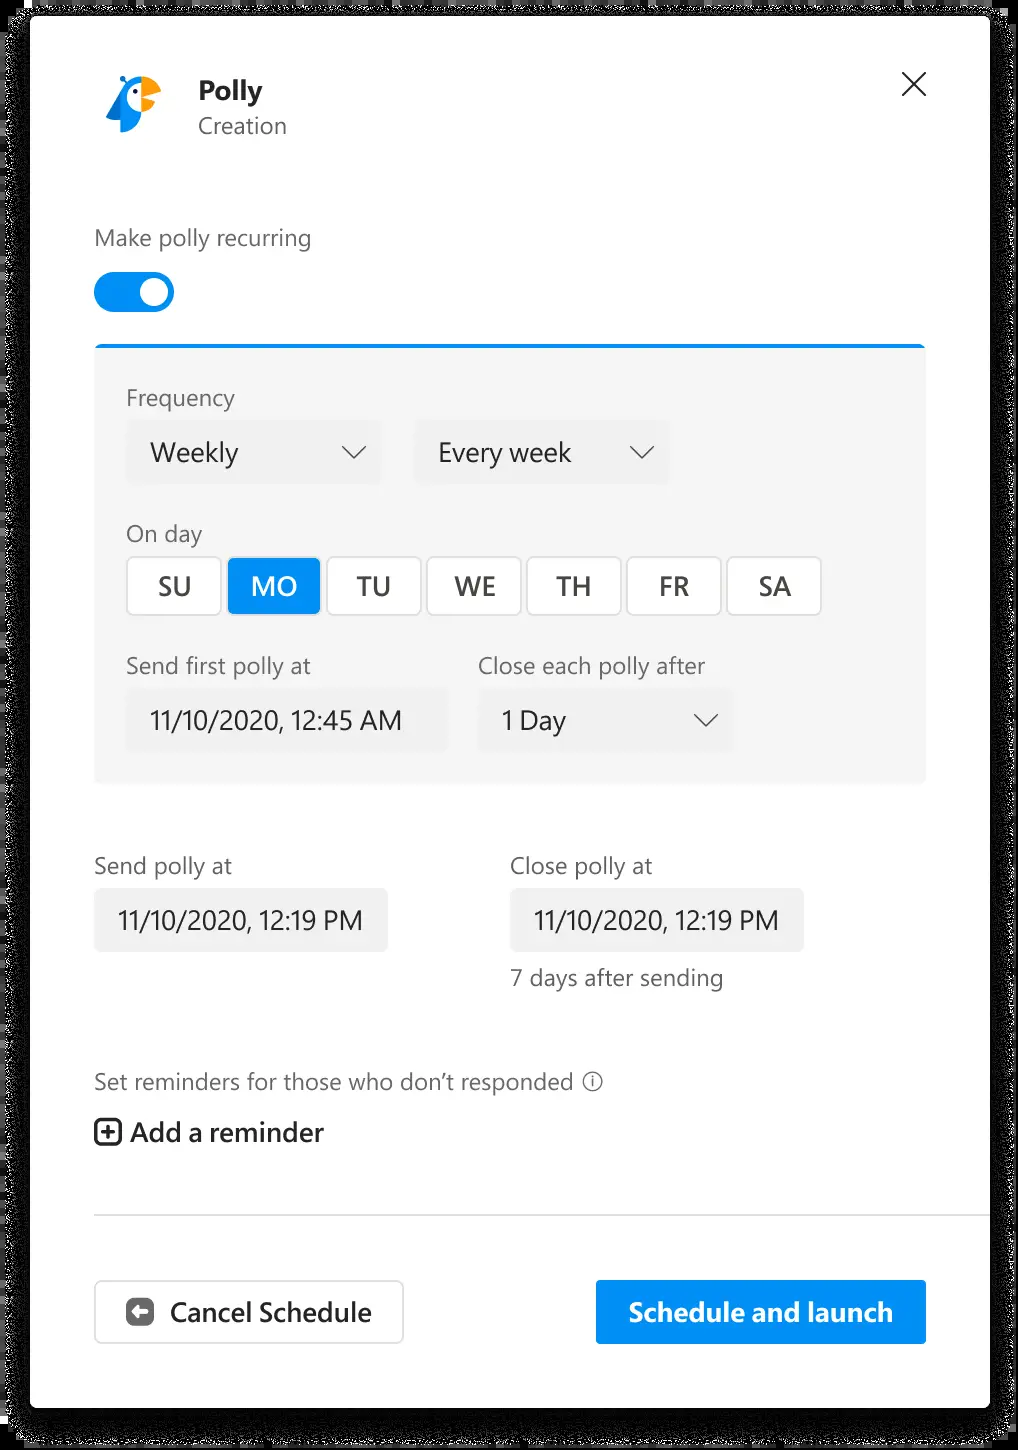 Polly
Creation
Make polly recurring
Frequency
Weekly Every week
On day
SU MO TU WE TH FR SA
Send first polly at Close each polly after
11/10/2020, 12:45 AM 1 Day
Send polly at Close polly at
11/10/2020, 12:19 PM 11/10/2020, 12:19 PM
7 days after sending
Set reminders for those who don’t responded
Add a reminder
Cancel Schedule Schedule and launch